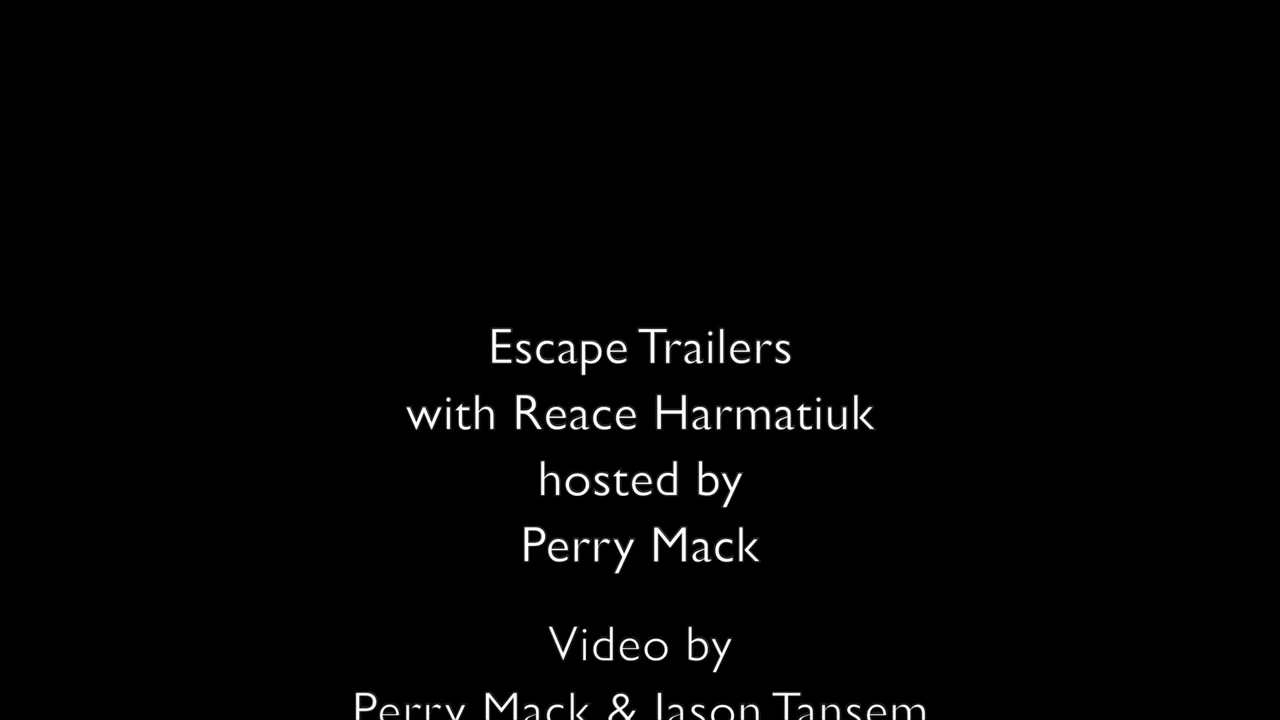 Escape Trailers
with Reace Harmatiuk
hosted by
Perry Mack
Video by
Perry Mack & Jason Tansem